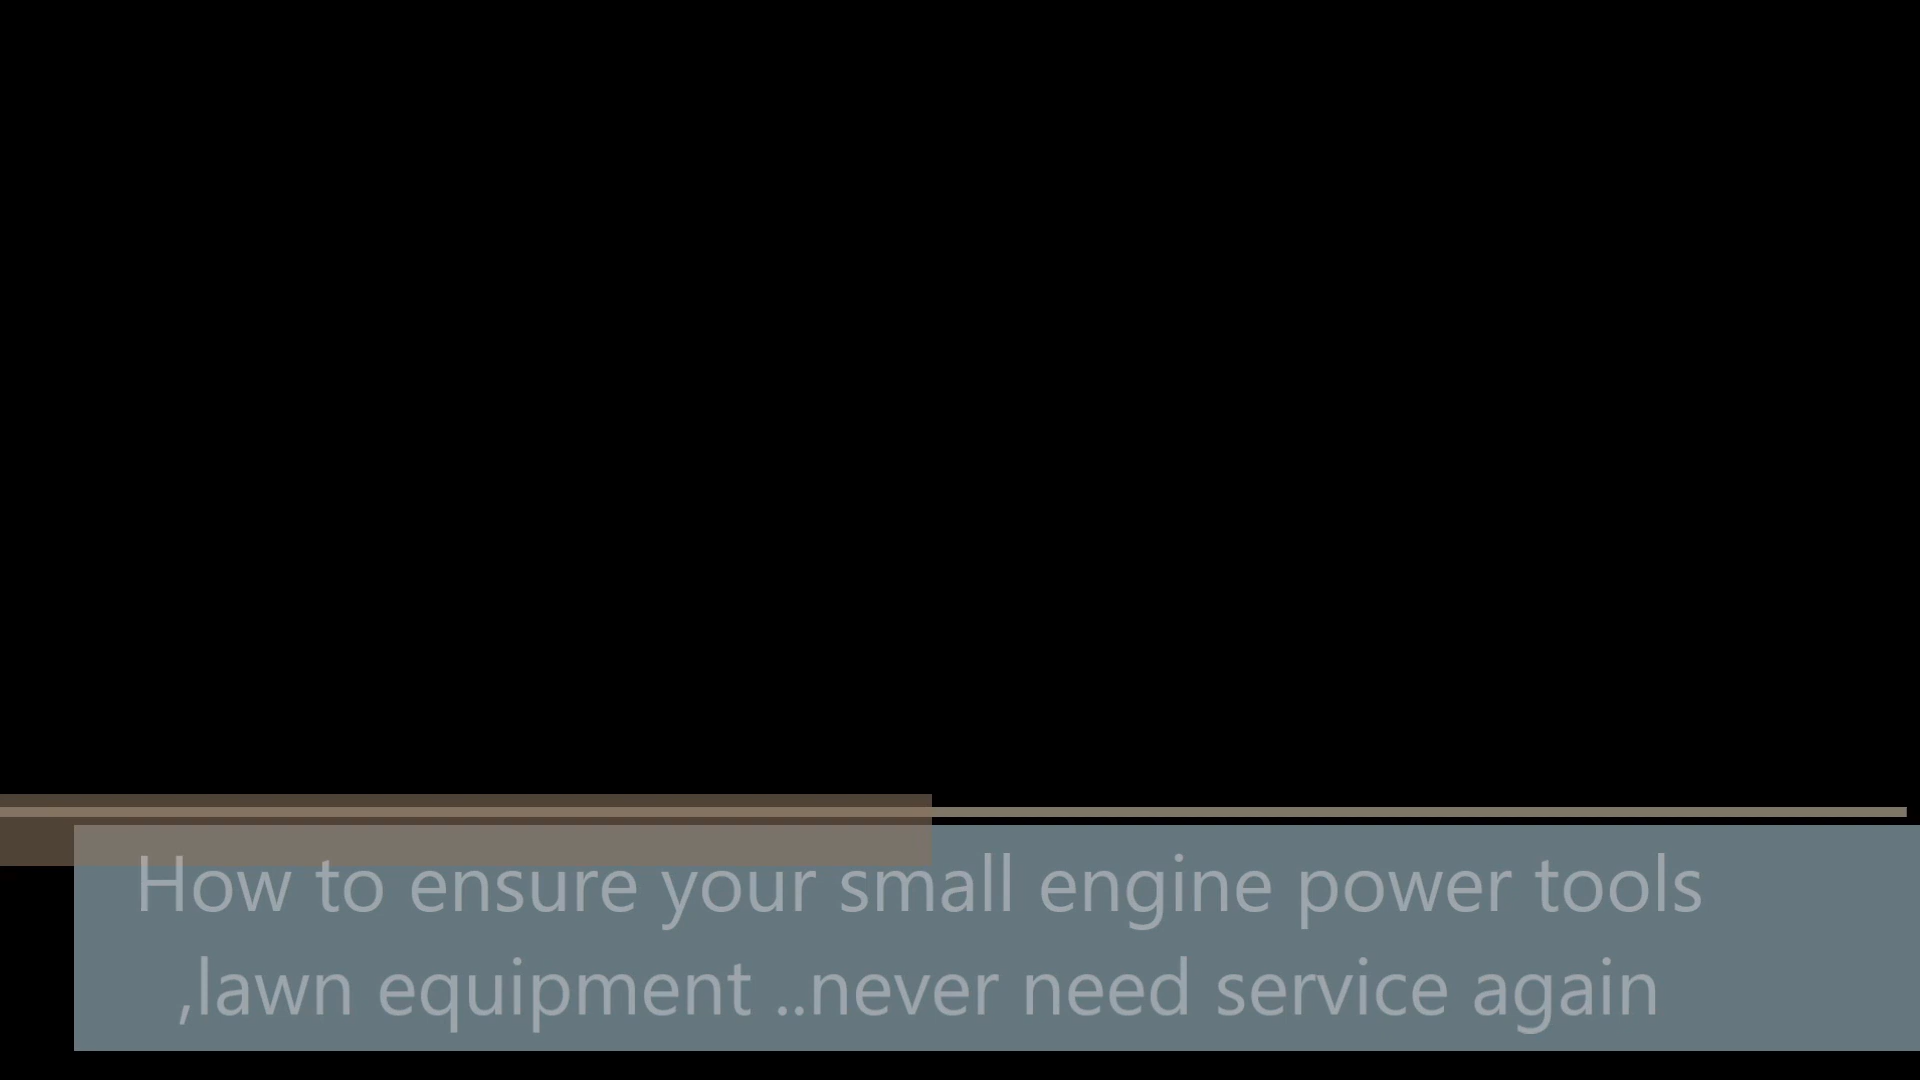 How to ensure your small engine power tools
,lawn equipment ..never need service again